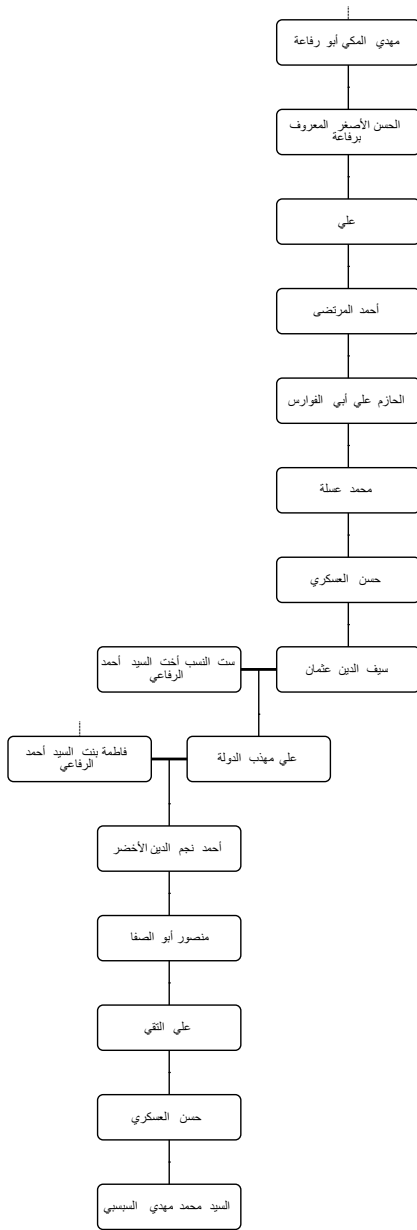 مهدي المكي أبو رفاعة
الحسن الأصغر المعروف
برفاعة
علي
أحمد المرتضى
الحازم علي أبي الفوارس
محمد عسلة
حسن العسكري
سيف الدين عثمان
ست النسب أخت السيد أحمد
الرفاعي
علي مهذب الدولة
فاطمة بنت السيد أحمد
الرفاعي
أحمد نجم الدين الأخضر
منصور أبو الصفا
علي التقي
حسن العسكري
السيد محمد مهدي السبسبي